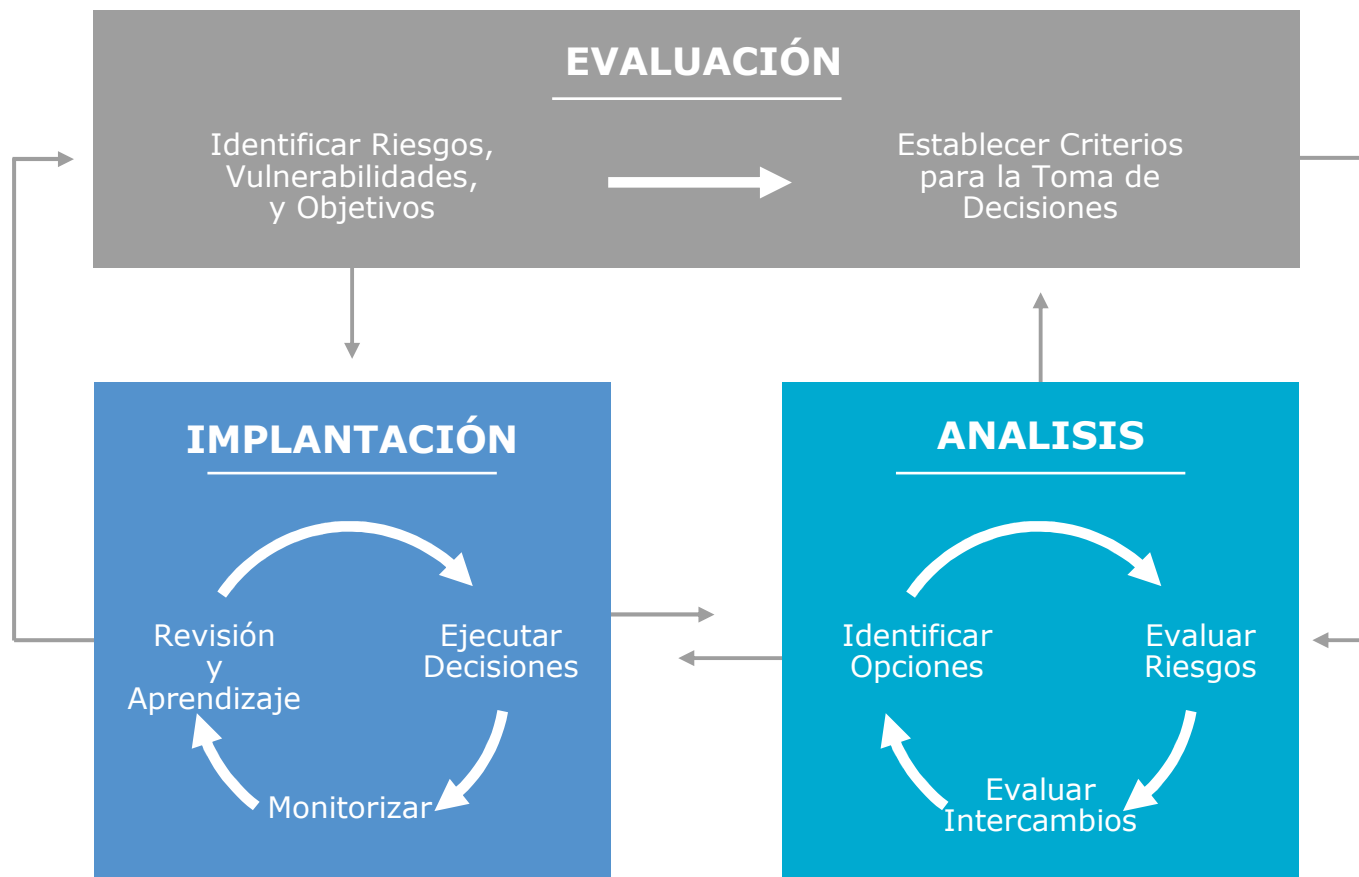 EVALUACIÓN
Identificar Riesgos,
Vulnerabilidades,
y Objetivos
Establecer Criterios
para la Toma de
Decisiones
IMPLANTACIÓN
Revisión
y
Aprendizaje
Ejecutar
Decisiones
Monitorizar
ANALISIS
Identificar
Opciones
Evaluar
Riesgos
Evaluar
Intercambios